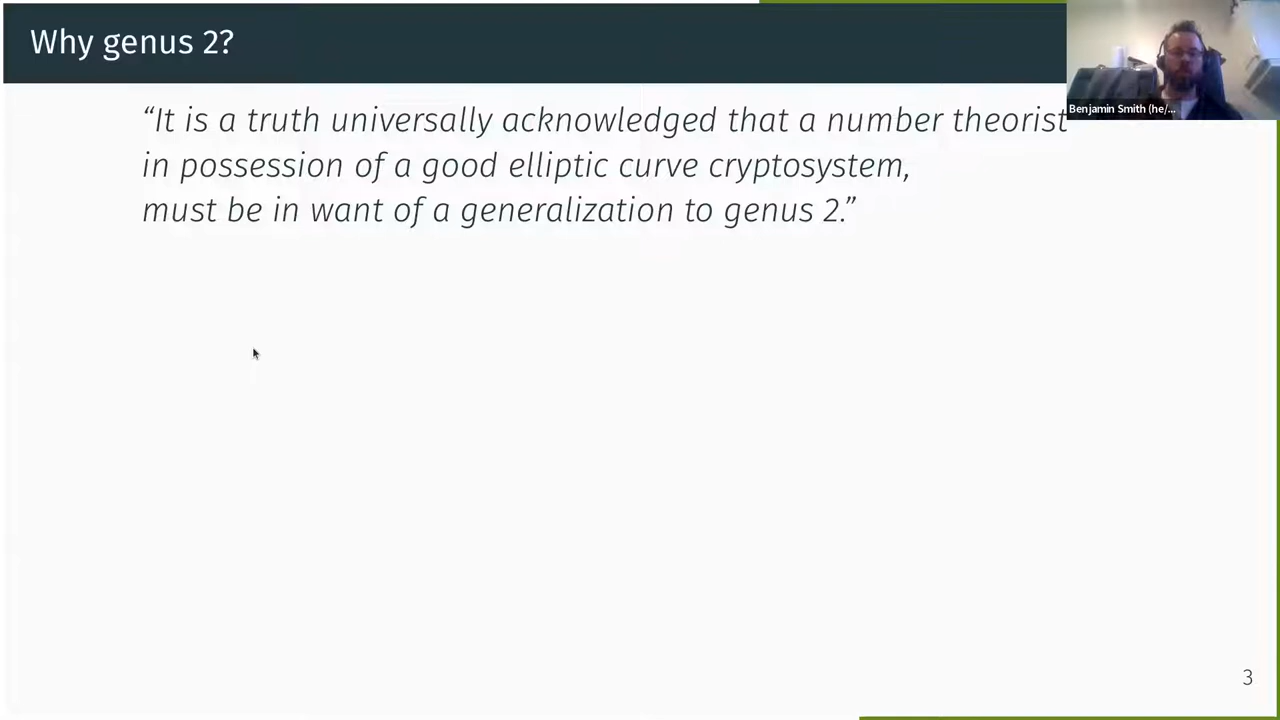 Why genus 2?
“It is a truth universally acknowledged that a number theorist
in possession of a good elliptic curve cryptosystem,
must be in want of a generalization to genus 2.”
Benjamin Smith (he/...
3